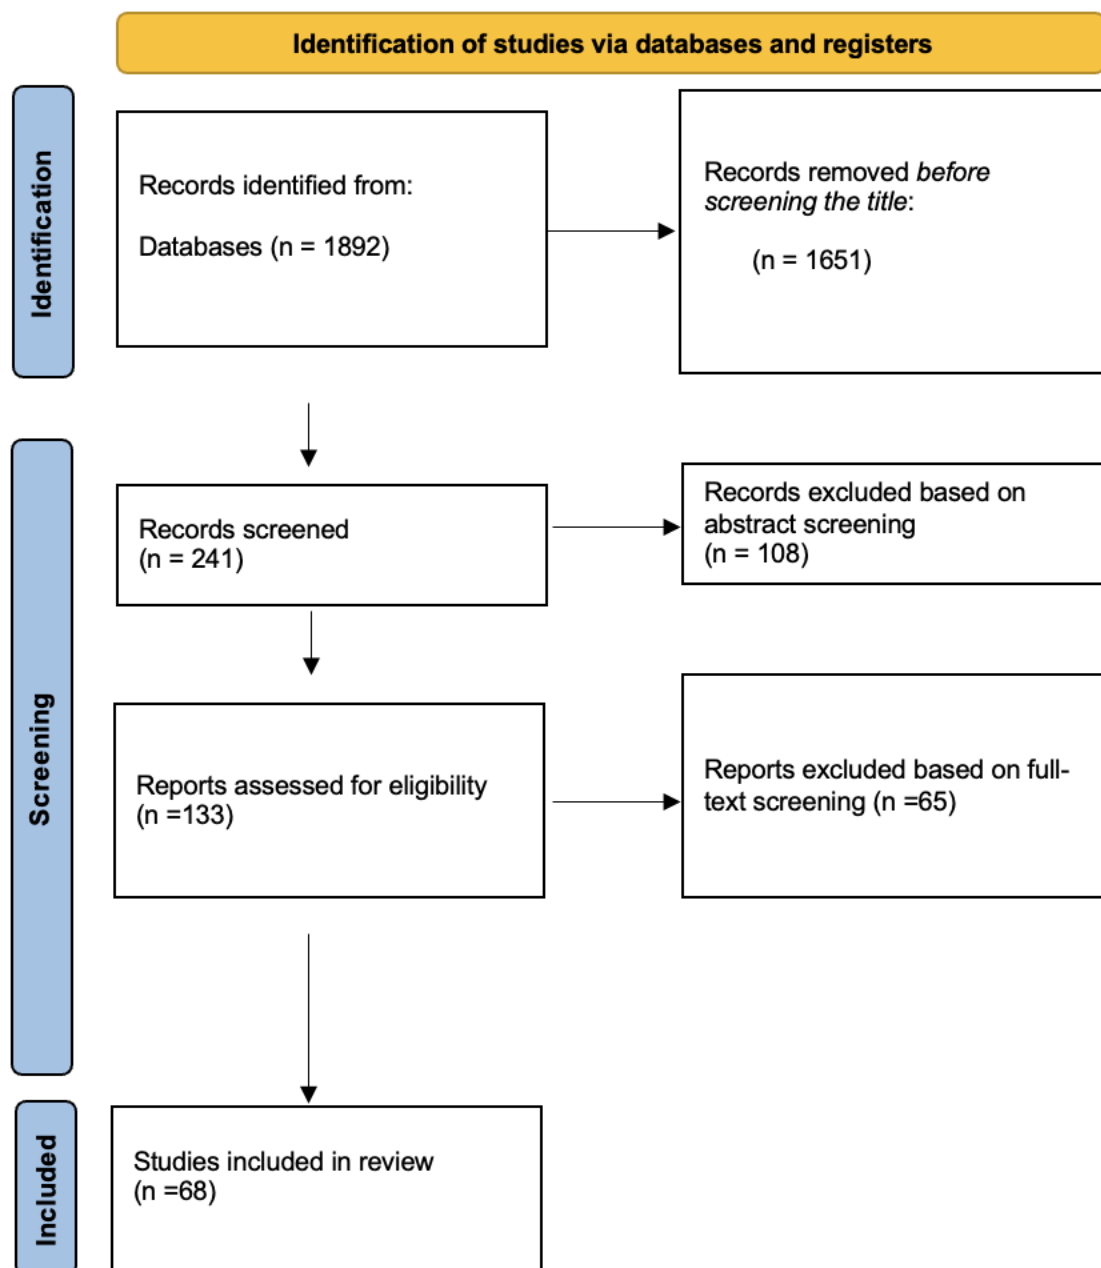 Identification of studies via databases and registers
Identification
Records identified from:
Databases (n = 1892)
Records removed before
screening the title:
(n = 1651)
Screening
Records screened
(n = 241)
Records excluded based on
abstract screening
(n = 108)
Reports assessed for eligibility
(n =133)
Reports excluded based on full-
text screening (n =65)
Included
Studies included in review
(n =68)